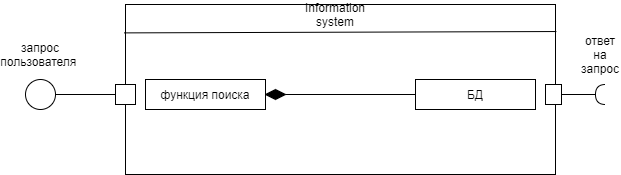 information
system
запрос
пользователя
функция поиска
БД
ответ
на
запрос